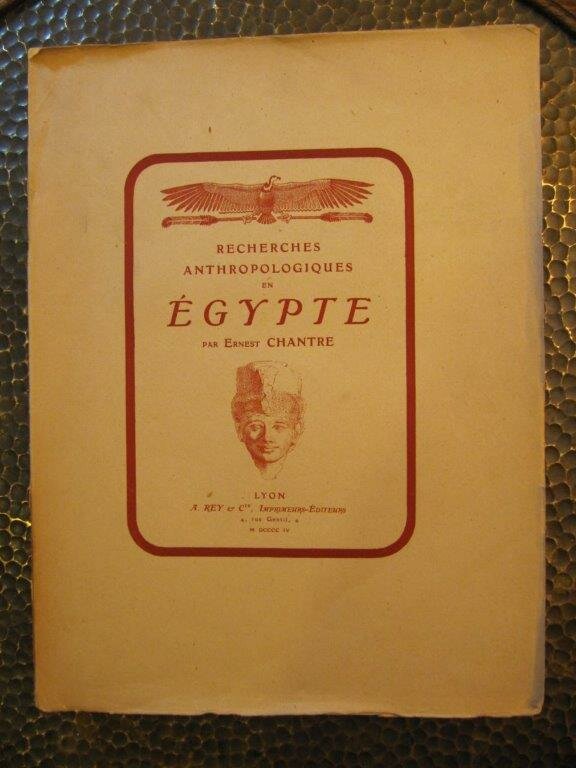 RECHERCHES
ANTHROPOLOGIQUES
EN
ÉGYPTE
PAR ERNEST CHANTRE
LYON
A. REY & Cie, IMPRIMEURS-ÉDITEURS
4, RUE GENTIL, 4
M DCCCC IV